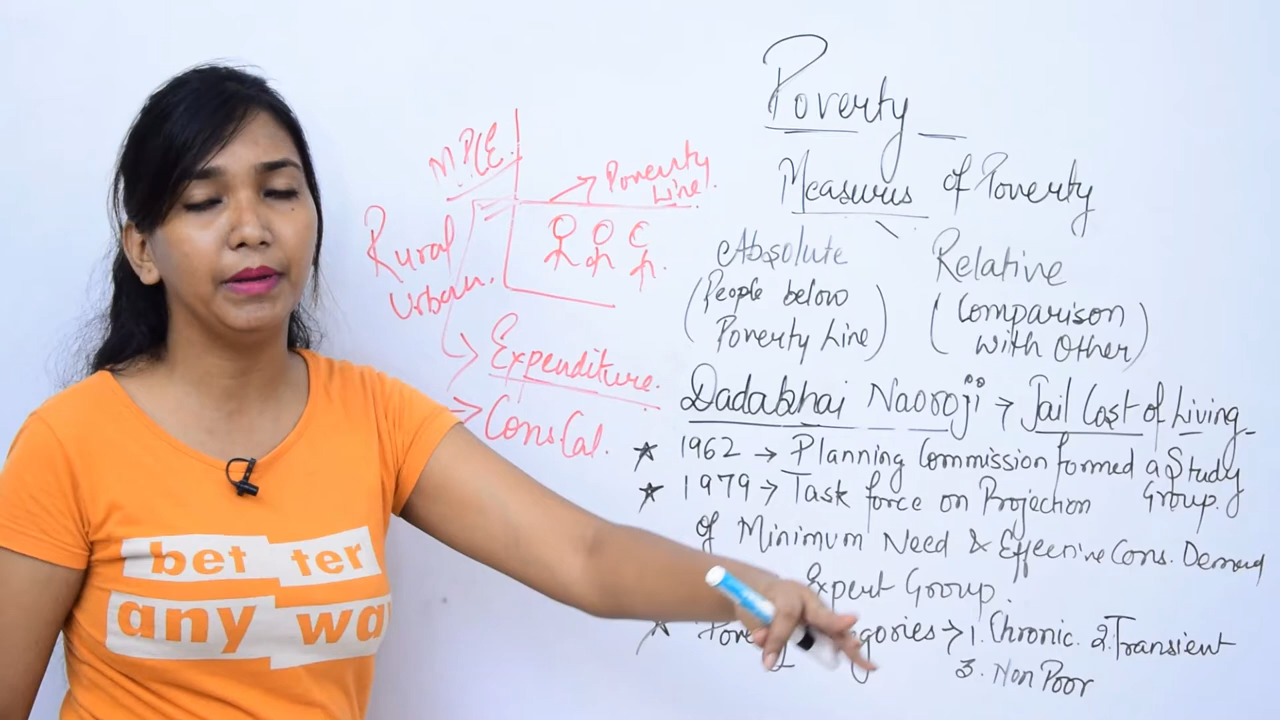 Poverty
Measures of Poverty
Absolute
(People below
Poverty Line)
Relative
(Comparison
with Other)
Dadabhai Naoroji → Jail Cost of Living
★ 1962 → Planning Commission formed a Study
Group.
★ 1979 → Task force on Projection
of Minimum Need & Effective Cons. Demand
Expert Group.
→ 1. Chronic. 2. Transient
3. Non Poor
MPCE
→ Poverty
Line.
Rural
Urban.
→ Expenditure.
→ Cons Cal.
bet ter
any wa